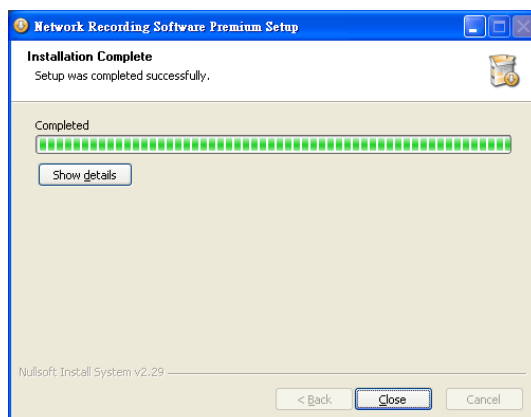 Network Recording Software Premium Setup
Installation Complete
Setup was completed successfully.
Completed
Show details
Nullsoft Install System v2.29
< Back
Close
Cancel